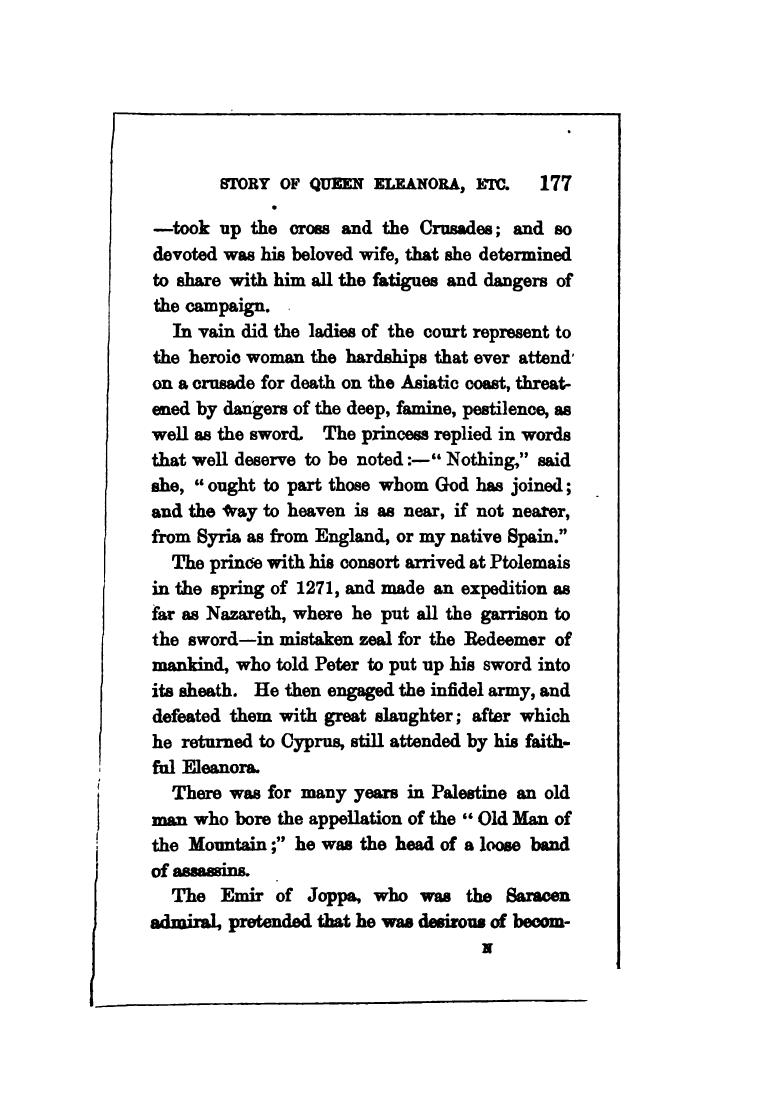 STORY OF QUEEN ELEANORA, ETC. 177
—took up the cross and the Crusades; and so
devoted was his beloved wife, that she determined
to share with him all the fatigues and dangers of
the campaign.
In vain did the ladies of the court represent to
the heroic woman the hardships that ever attend
on a crusade for death on the Asiatic coast, threat-
ened by dangers of the deep, famine, pestilence, as
well as the sword. The princess replied in words
that well deserve to be noted:—“Nothing,” said
she, “ought to part those whom God has joined;
and the way to heaven is as near, if not nearer,
from Syria as from England, or my native Spain.”
The prince with his consort arrived at Ptolemais
in the spring of 1271, and made an expedition as
far as Nazareth, where he put all the garrison to
the sword—in mistaken zeal for the Redeemer of
mankind, who told Peter to put up his sword into
its sheath. He then engaged the infidel army, and
defeated them with great slaughter; after which
he returned to Cyprus, still attended by his faith-
ful Eleanora.
There was for many years in Palestine an old
man who bore the appellation of the “Old Man of
the Mountain;” he was the head of a loose band
of assassins.
The Emir of Joppa, who was the Saracen
admiral, pretended that he was desirous of becom-
N